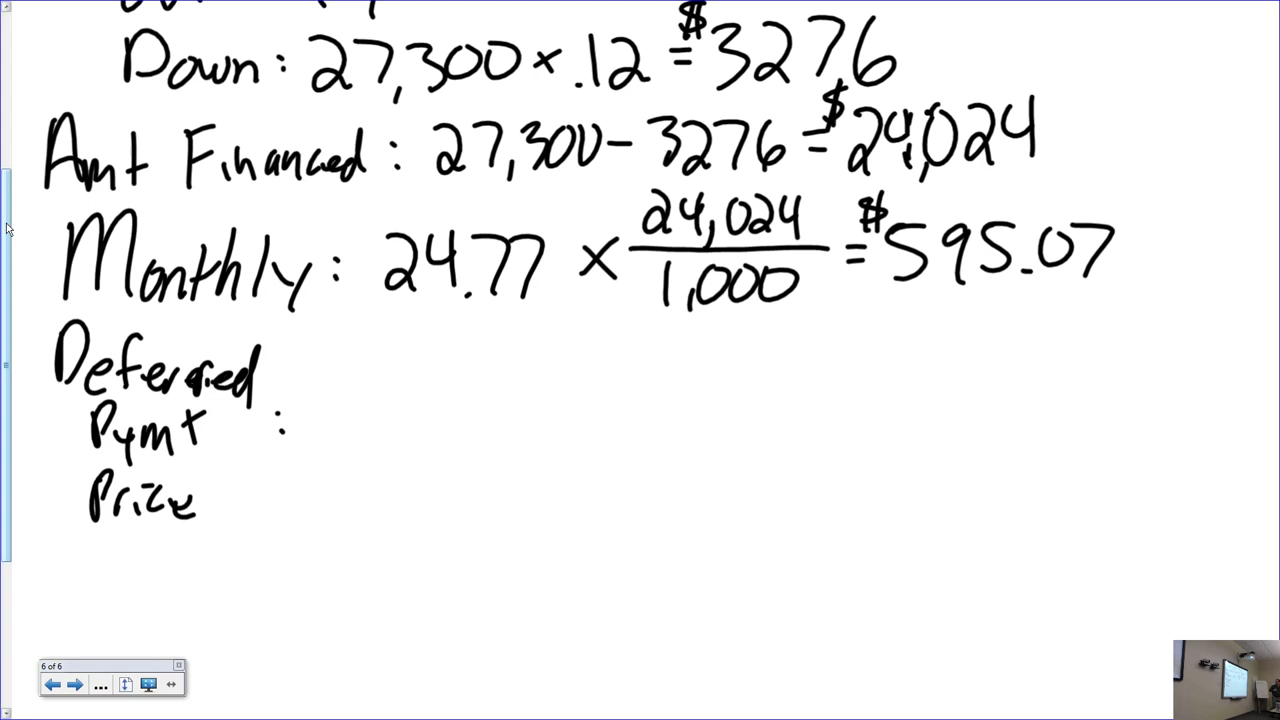 Down : 27,300 × .12 = $3276
Amt Financed : 27,300 - 3276 = $24,024
Monthly : 24.77 × 24,024 / 1,000 = $595.07
Deferred
Pymt :
Price
6 of 6